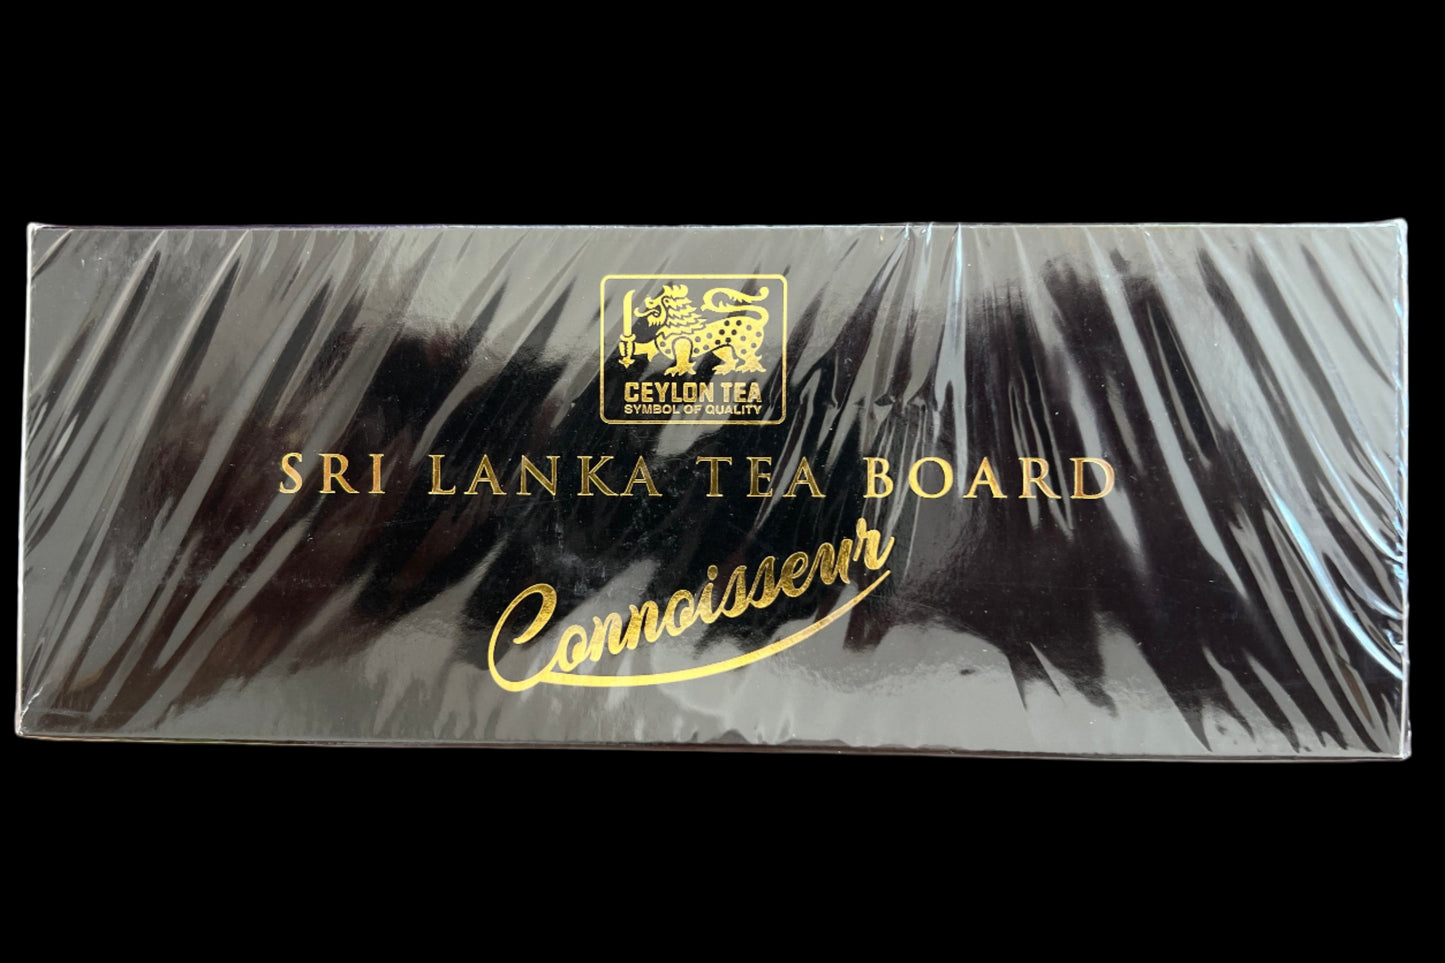 CEYLON TEA
SYMBOL OF QUALITY
SRI LANKA TEA BOARD
Connoisseur